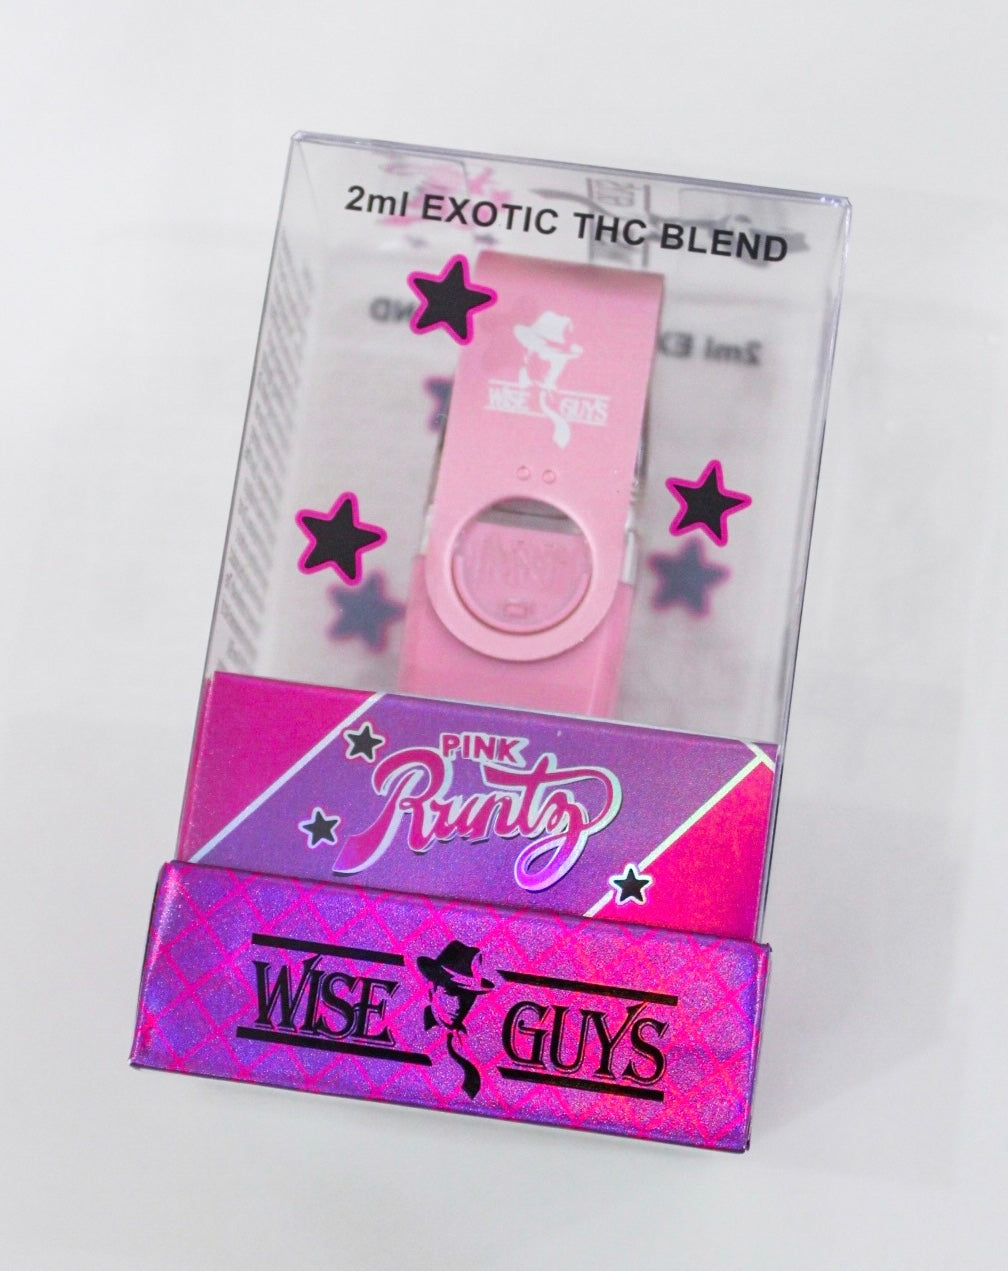 2ml EXOTIC THC BLEND
WISE GUYS
PINK
Runtz
WISE GUYS